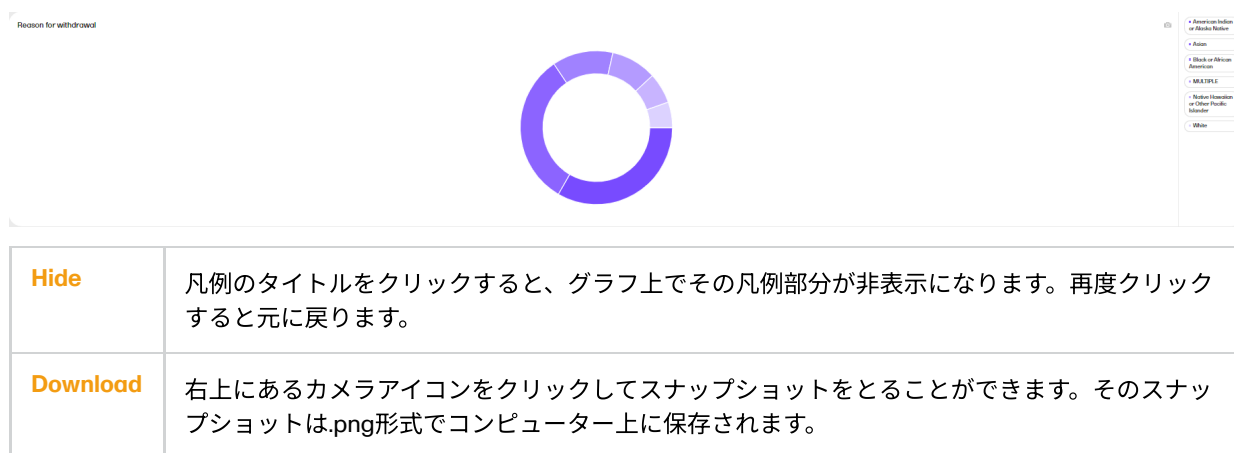 Reason for withdrawal
American Indian
or Alaska Native
Asian
Black or African
American
MULTIPLE
Native Hawaiian
or Other Pacific
Islander
White
Hide
凡例のタイトルをクリックすると、グラフ上でその凡例部分が非表示になります。再度クリック
すると元に戻ります。
Download
右上にあるカメラアイコンをクリックしてスナップショットをとることができます。そのスナッ
プショットは.png形式でコンピューター上に保存されます。